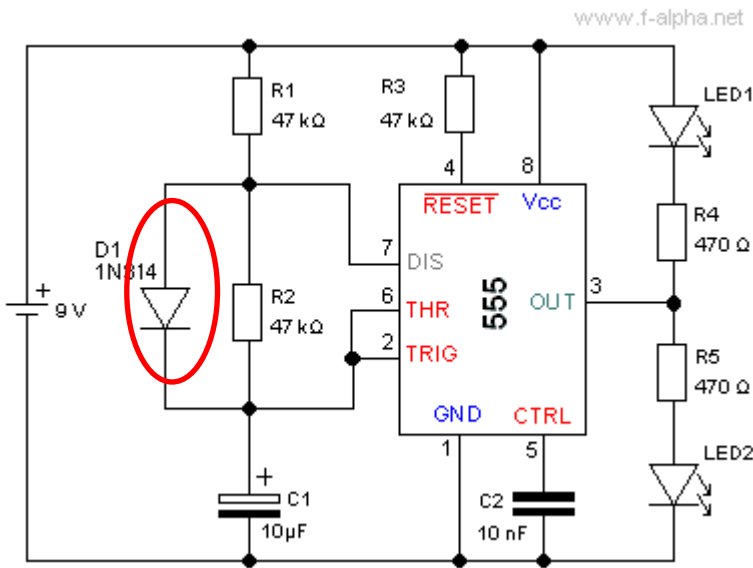 www.f-alpha.net
R1
47 kΩ
R3
47 kΩ
LED1
4
8
RESET
Vcc
R4
470 Ω
D1
1N914
7
DIS
+
9 V
R2
47 kΩ
6
THR
555
OUT
3
2
TRIG
R5
470 Ω
GND
CTRL
1
5
LED2
+
C1
10µF
C2
10 nF